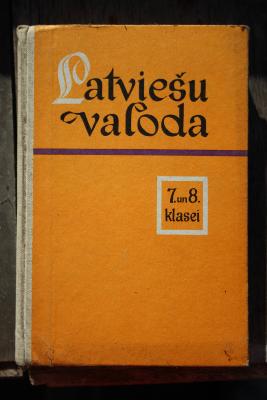 Latviešu
valoda
7. un 8.
klasei